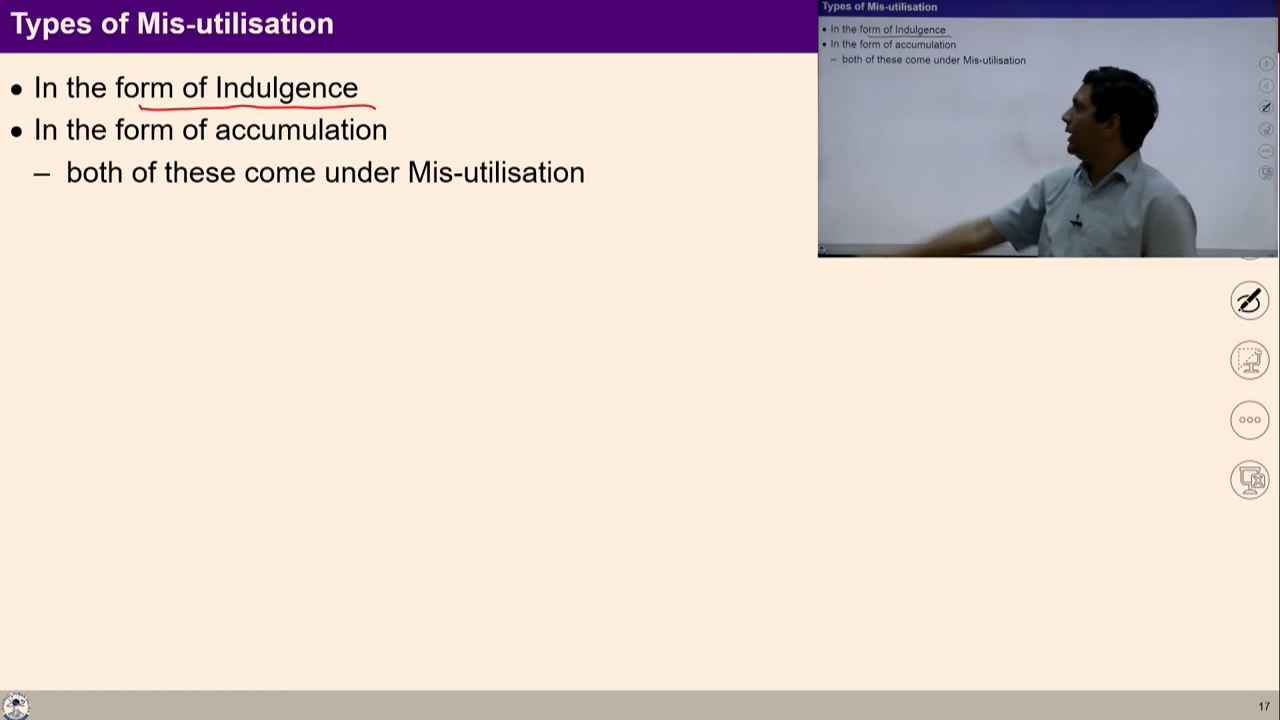 Types of Mis-utilisation
• In the form of Indulgence
• In the form of accumulation
– both of these come under Mis-utilisation
Types of Mis-utilisation
• In the form of Indulgence
• In the form of accumulation
– both of these come under Mis-utilisation
17